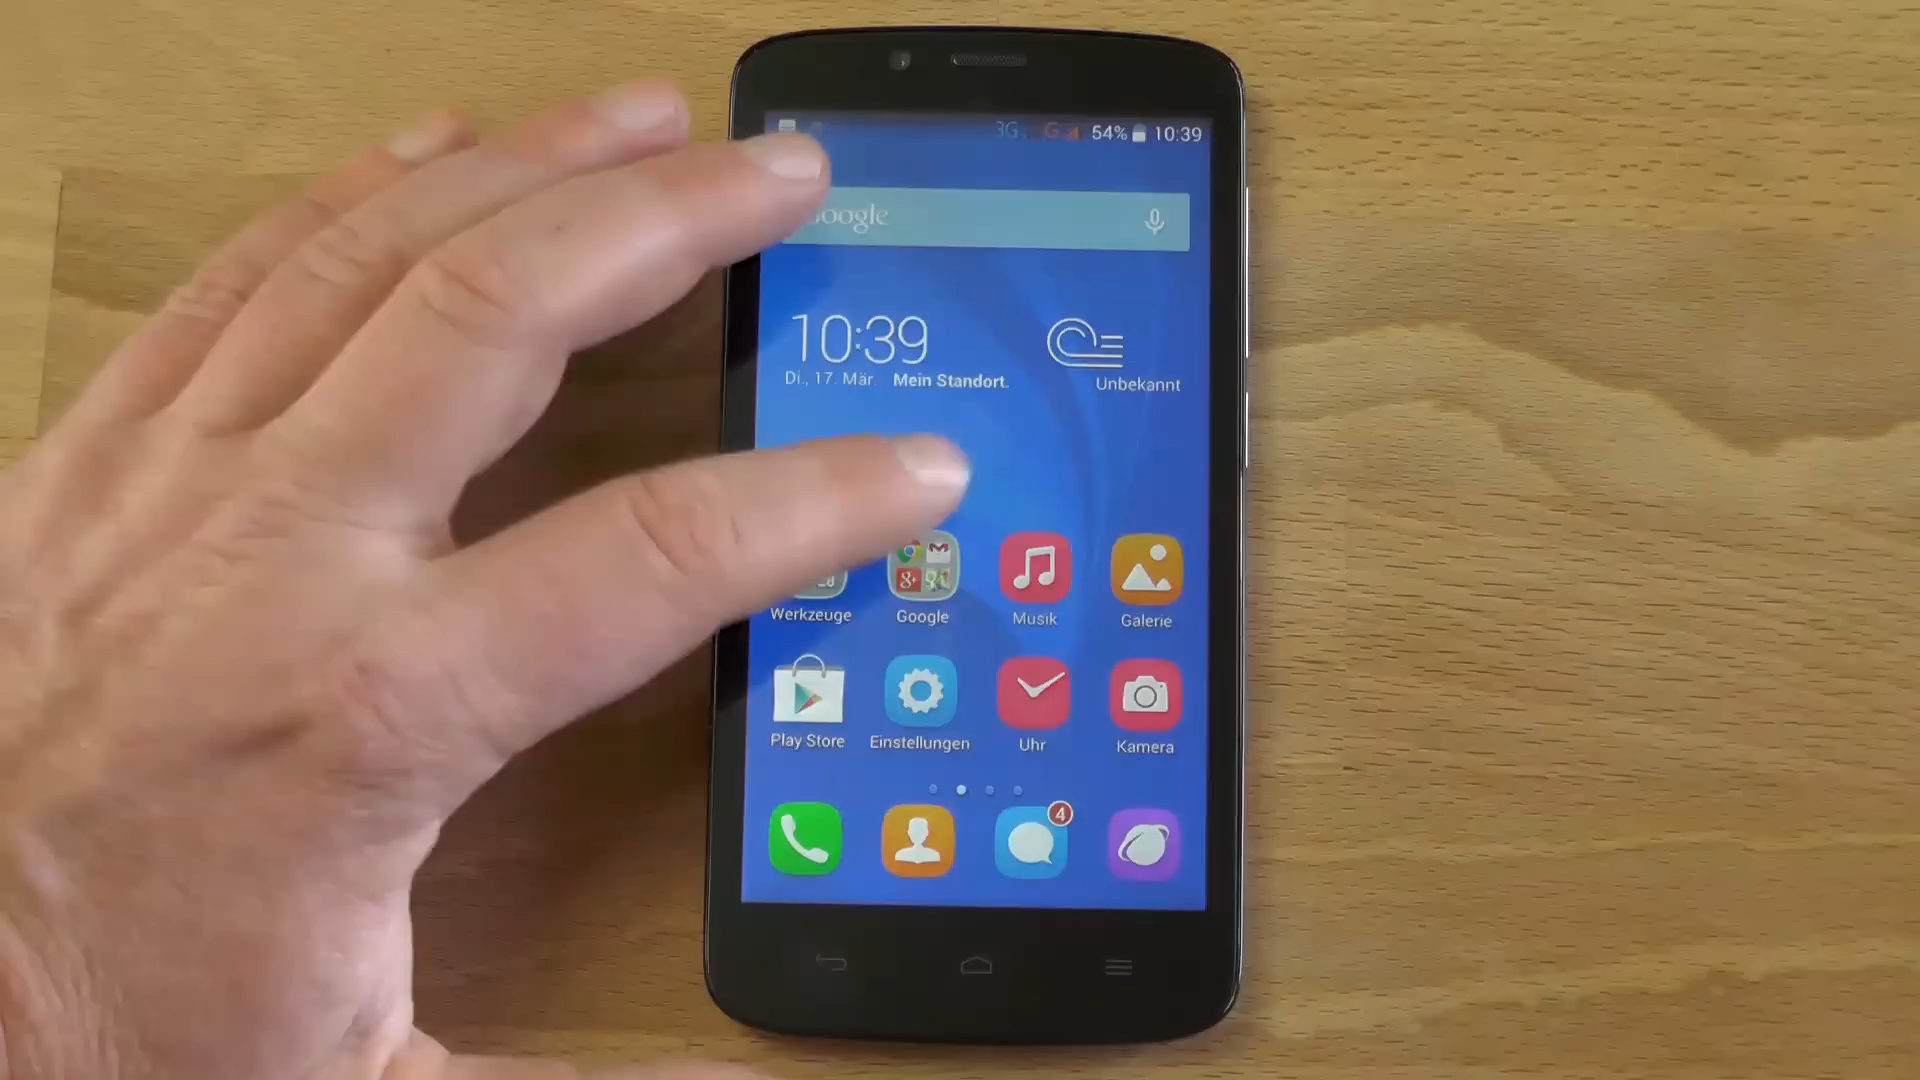 3G G 54% 10:39
oogle
10:39
Di., 17. Mär. Mein Standort.
Unbekannt
Werkzeuge Google Musik Galerie
Play Store Einstellungen Uhr Kamera
4